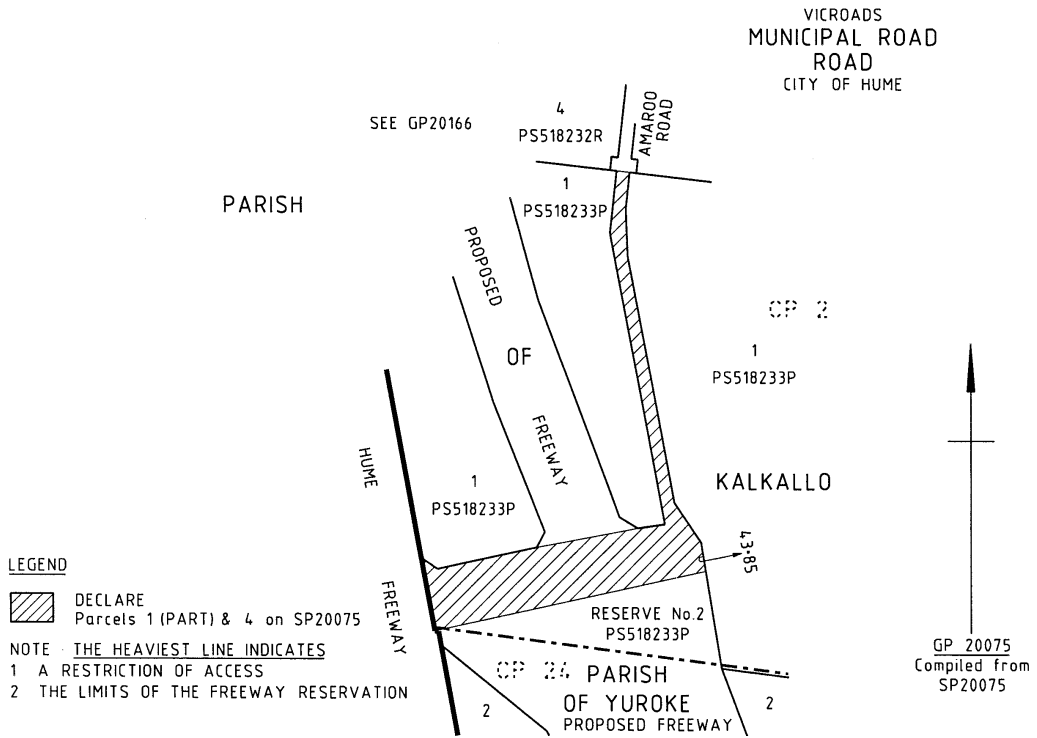 VICROADS
MUNICIPAL ROAD
ROAD
CITY OF HUME
SEE GP20166
4
PS518232R
AMAROO
ROAD
PARISH
1
PS518233P
PROPOSED
OF
FREEWAY
CP 2
1
PS518233P
HUME
FREEWAY
1
PS518233P
KALKALLO
43·85
LEGEND
DECLARE
Parcels 1 (PART) & 4 on SP20075
NOTE THE HEAVIEST LINE INDICATES
1 A RESTRICTION OF ACCESS
2 THE LIMITS OF THE FREEWAY RESERVATION
RESERVE No.2
PS518233P
CP 24 PARISH
OF YUROKE
PROPOSED FREEWAY
2
2
GP 20075
Compiled from
SP20075